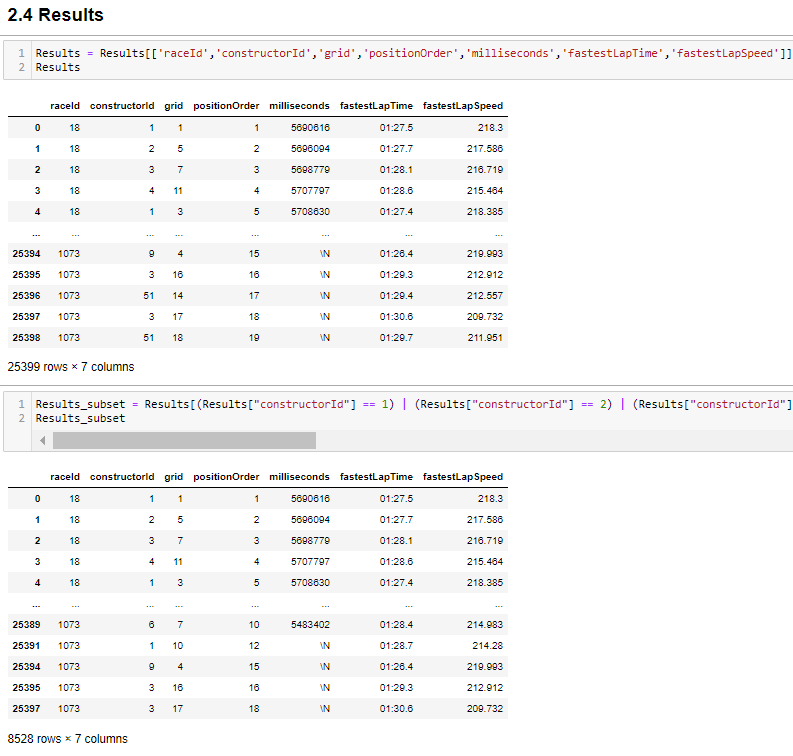 2.4 Results
1 Results = Results[['raceId','constructorId','grid','positionOrder','milliseconds','fastestLapTime','fastestLapSpeed']]
2 Results
raceId constructorId grid positionOrder milliseconds fastestLapTime fastestLapSpeed
0 18 1 1 1 5690616 01:27.5 218.3
1 18 2 5 2 5696094 01:27.7 217.586
2 18 3 7 3 5698779 01:28.1 216.719
3 18 4 11 4 5707797 01:28.6 215.464
4 18 1 3 5 5708630 01:27.4 218.385
... ... ... ... ... ... ... ...
25394 1073 9 4 15 \N 01:26.4 219.993
25395 1073 3 16 16 \N 01:29.3 212.912
25396 1073 51 14 17 \N 01:29.4 212.557
25397 1073 3 17 18 \N 01:30.6 209.732
25398 1073 51 18 19 \N 01:29.7 211.951
25399 rows × 7 columns
1 Results_subset = Results[(Results["constructorId"] == 1) | (Results["constructorId"] == 2) | (Results["constructorId"]
2 Results_subset
raceId constructorId grid positionOrder milliseconds fastestLapTime fastestLapSpeed
0 18 1 1 1 5690616 01:27.5 218.3
1 18 2 5 2 5696094 01:27.7 217.586
2 18 3 7 3 5698779 01:28.1 216.719
3 18 4 11 4 5707797 01:28.6 215.464
4 18 1 3 5 5708630 01:27.4 218.385
... ... ... ... ... ... ... ...
25389 1073 6 7 10 5483402 01:28.4 214.983
25391 1073 1 10 12 \N 01:28.7 214.28
25394 1073 9 4 15 \N 01:26.4 219.993
25395 1073 3 16 16 \N 01:29.3 212.912
25397 1073 3 17 18 \N 01:30.6 209.732
8528 rows × 7 columns